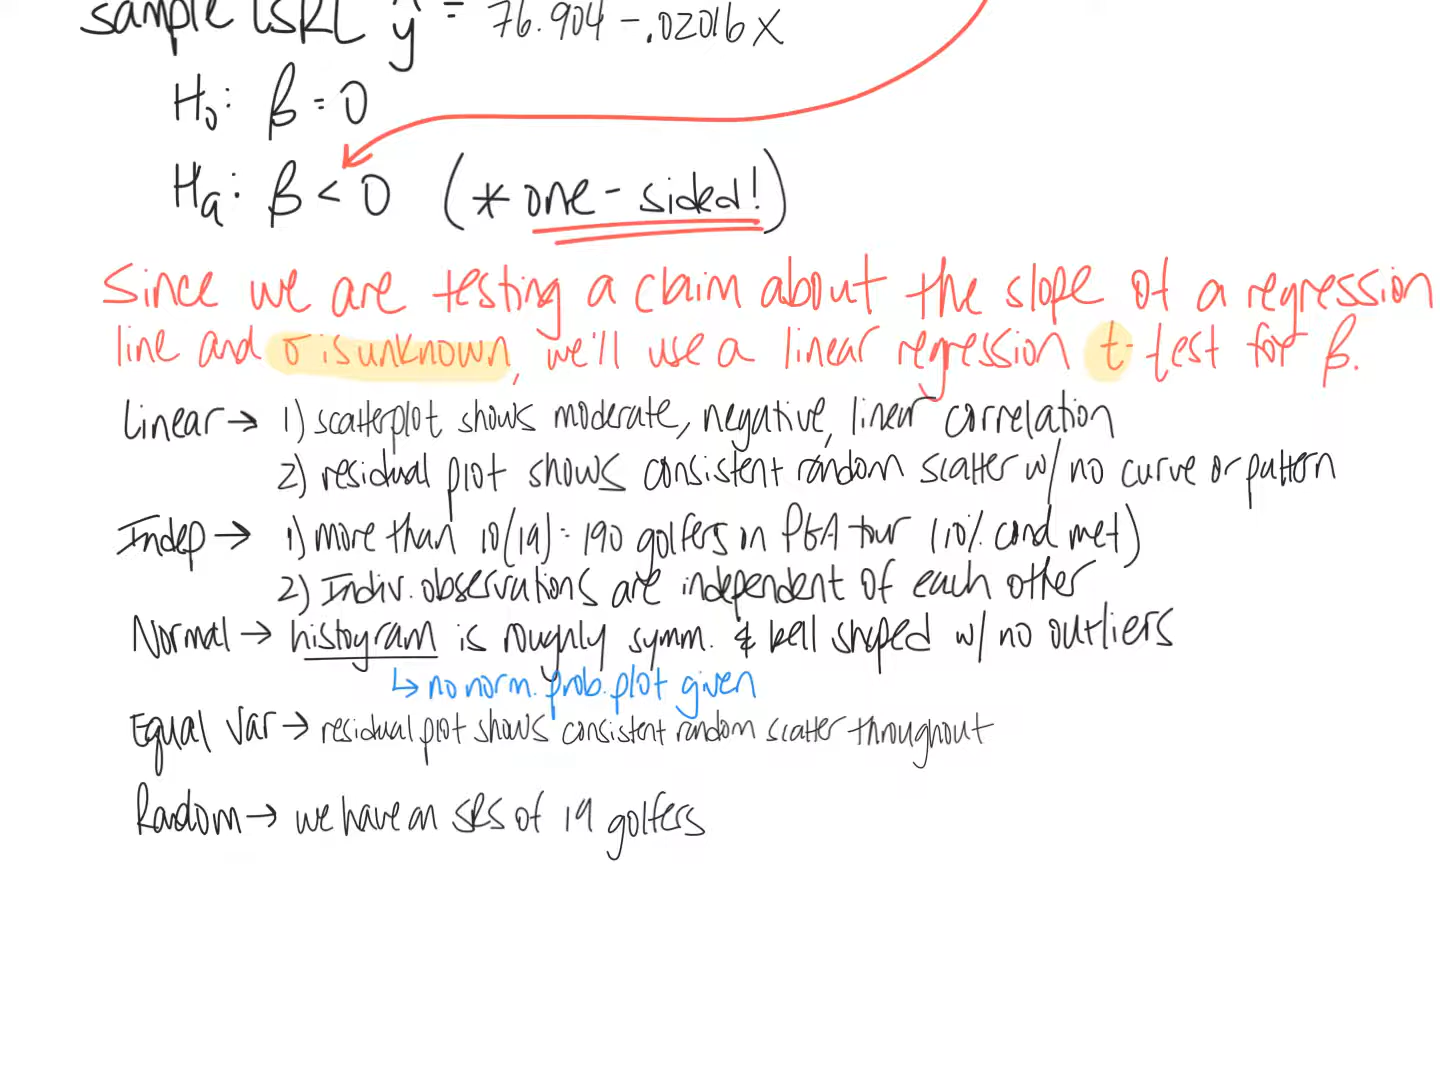 sample LSRL ŷ = 76.904 - .02016x
H₀: β = 0
Hₐ: β < 0 (* one-sided!)
Since we are testing a claim about the slope of a regression
line and σ is unknown, we'll use a linear regression t-test for β.
Linear → 1) scatterplot shows moderate, negative, linear correlation
2) residual plot shows consistent random scatter w/ no curve or pattern
Indep → 1) more than 10(19) = 190 golfers on PGA tour (10% cond met)
2) Indiv. observations are independent of each other
Normal → histogram is roughly symm. & bell shaped w/ no outliers
↳ no norm. prob. plot given
Equal Var → residual plot shows consistent random scatter throughout
Random → we have an SRS of 19 golfers